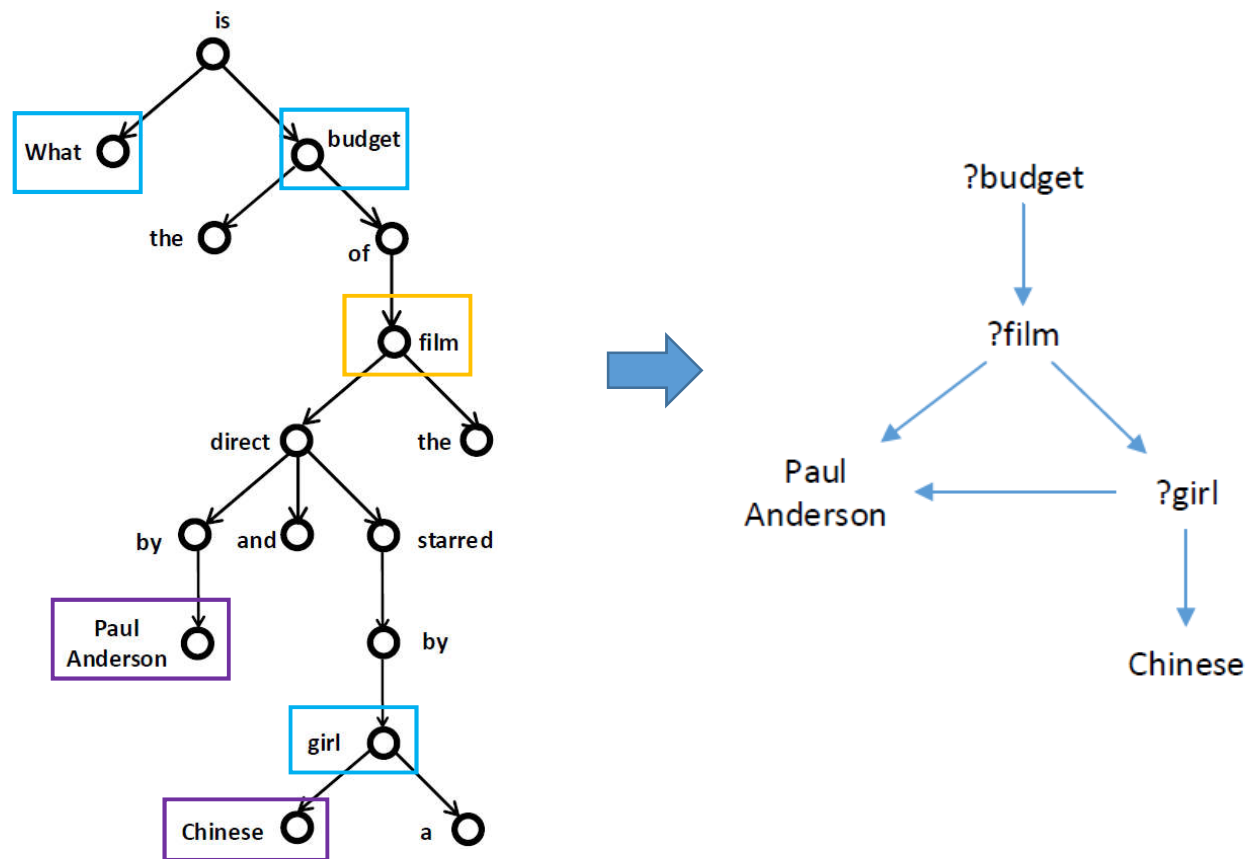 is
What
budget
the
of
film
direct
the
by
and
starred
Paul
Anderson
by
girl
Chinese
a
?budget
?film
Paul
Anderson
?girl
Chinese